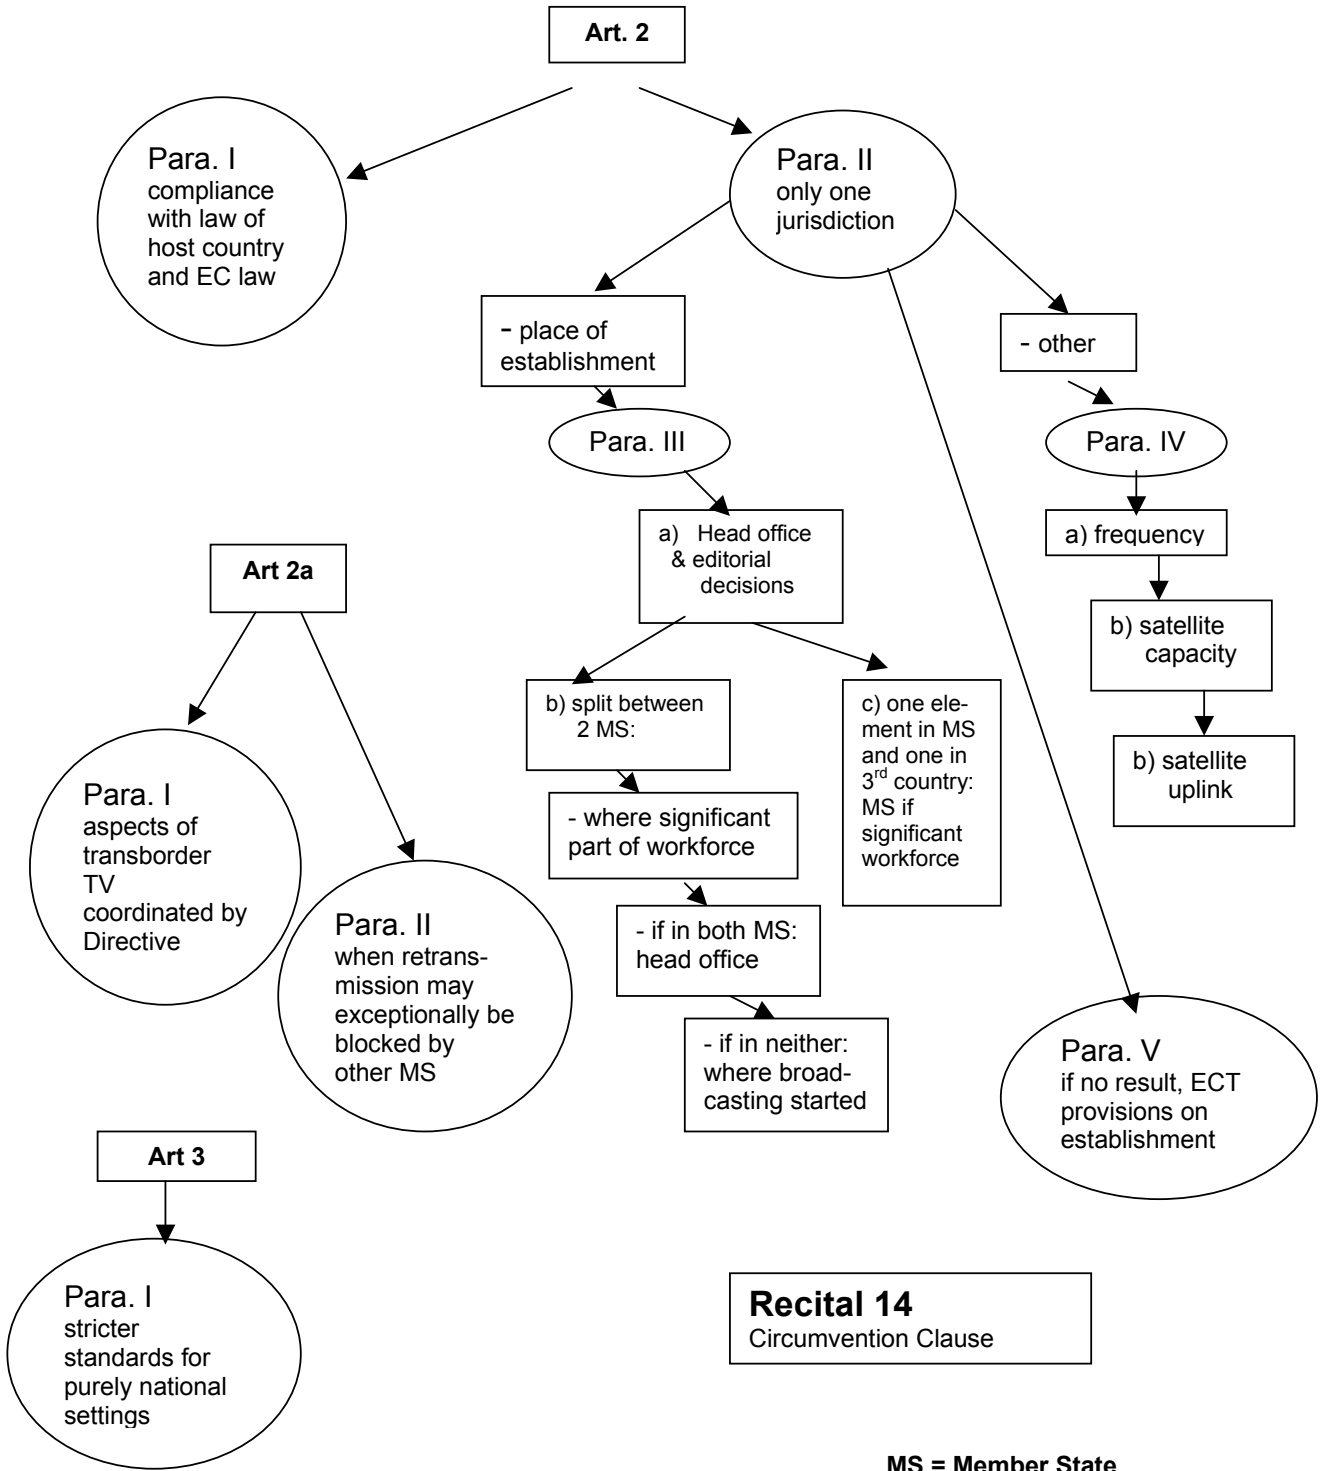 Art. 2
Para. I
compliance
with law of
host country
and EC law
Para. II
only one
jurisdiction
- place of
establishment
- other
Para. III
Para. IV
a) Head office
& editorial
decisions
a) frequency
b) satellite
capacity
b) satellite
uplink
b) split between
2 MS:
c) one ele-
ment in MS
and one in
3rd country:
MS if
significant
workforce
- where significant
part of workforce
- if in both MS:
head office
- if in neither:
where broad-
casting started
Para. V
if no result, ECT
provisions on
establishment
Art 2a
Para. I
aspects of
transborder
TV
coordinated by
Directive
Para. II
when retrans-
mission may
exceptionally be
blocked by
other MS
Art 3
Para. I
stricter
standards for
purely national
settings
Recital 14
Circumvention Clause
MS = Member State